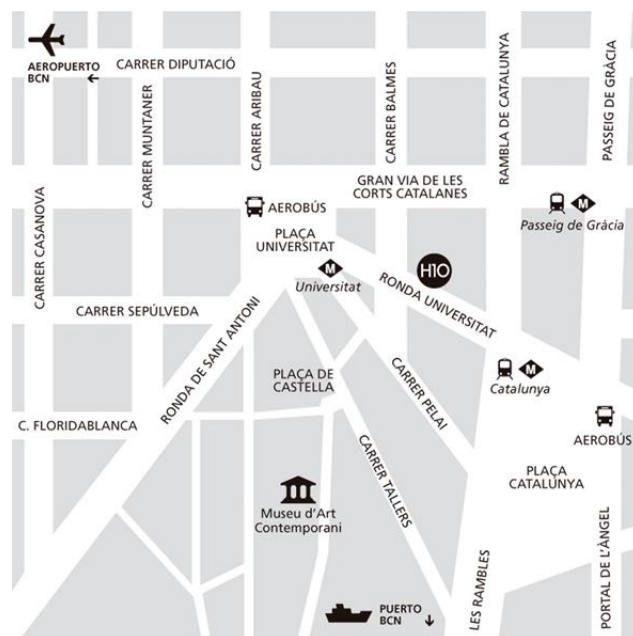 AEROPUERTO
BCN
CARRER DIPUTACIÓ
CARRER MUNTANER
CARRER ARIBAU
CARRER BALMES
RAMBLA DE CATALUNYA
PASSEIG DE GRÀCIA
CARRER CASANOVA
GRAN VIA DE LES
CORTS CATALANES
AEROBÚS
M
Passeig de Gràcia
PLAÇA
UNIVERSITAT
M
Universitat
H10
RONDA UNIVERSITAT
CARRER SEPÚLVEDA
RONDA DE SANT ANTONI
PLAÇA DE
CASTELLA
CARRER PELAI
M
Catalunya
C. FLORIDABLANCA
AEROBÚS
CARRER TALLERS
PLAÇA
CATALÚNYA
Museu d'Art
Contemporani
PUERTO
BCN
LES RAMBLES
PORTAL DE L'ÀNGEL